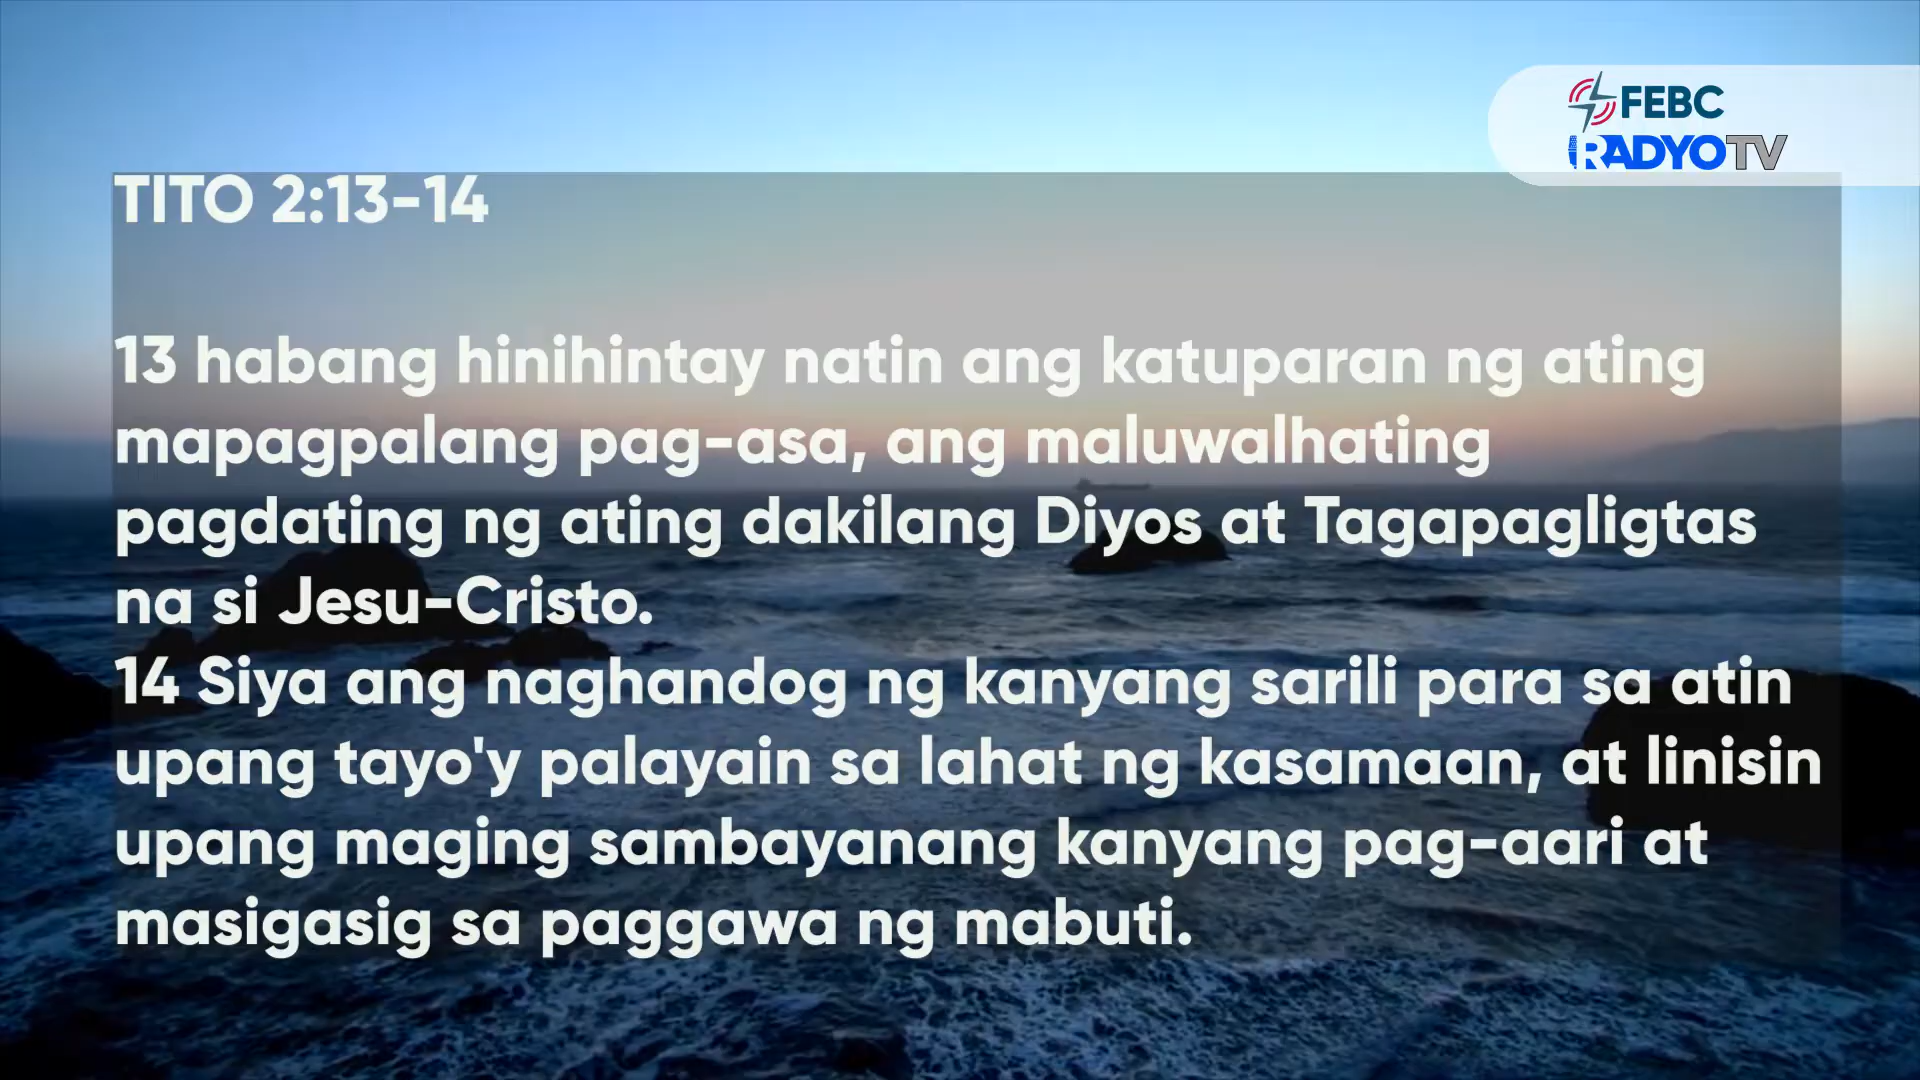 FEBC
RADYOTV
TITO 2:13-14
13 habang hinihintay natin ang katuparan ng ating
mapagpalang pag-asa, ang maluwalhating
pagdating ng ating dakilang Diyos at Tagapagligtas
na si Jesu-Cristo.
14 Siya ang naghandog ng kanyang sarili para sa atin
upang tayo'y palayain sa lahat ng kasamaan, at linisin
upang maging sambayanang kanyang pag-aari at
masigasig sa paggawa ng mabuti.